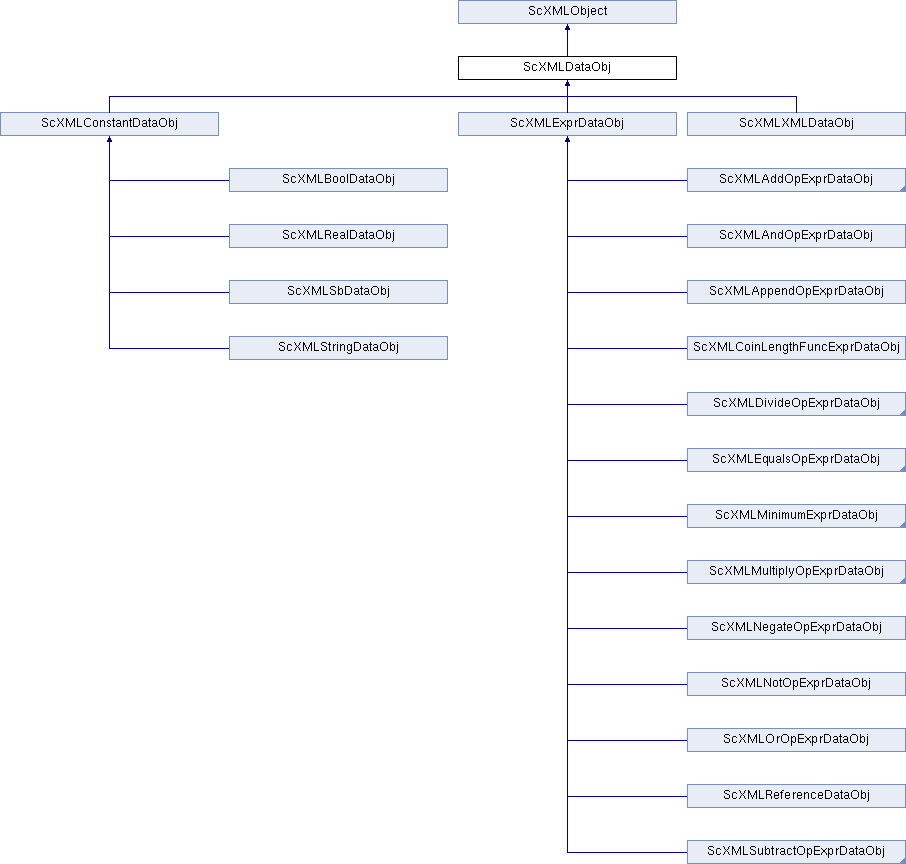 ScXMLObject
ScXMLDataObj
ScXMLConstantDataObj
ScXMLExprDataObj
ScXMLXMLDataObj
ScXMLBoolDataObj
ScXMLAddOpExprDataObj
ScXMLRealDataObj
ScXMLAndOpExprDataObj
ScXMLSbDataObj
ScXMLAppendOpExprDataObj
ScXMLStringDataObj
ScXMLCoinLengthFuncExprDataObj
ScXMLDivideOpExprDataObj
ScXMLEqualsOpExprDataObj
ScXMLMinimumExprDataObj
ScXMLMultiplyOpExprDataObj
ScXMLNegateOpExprDataObj
ScXMLNotOpExprDataObj
ScXMLOrOpExprDataObj
ScXMLReferenceDataObj
ScXMLSubtractOpExprDataObj